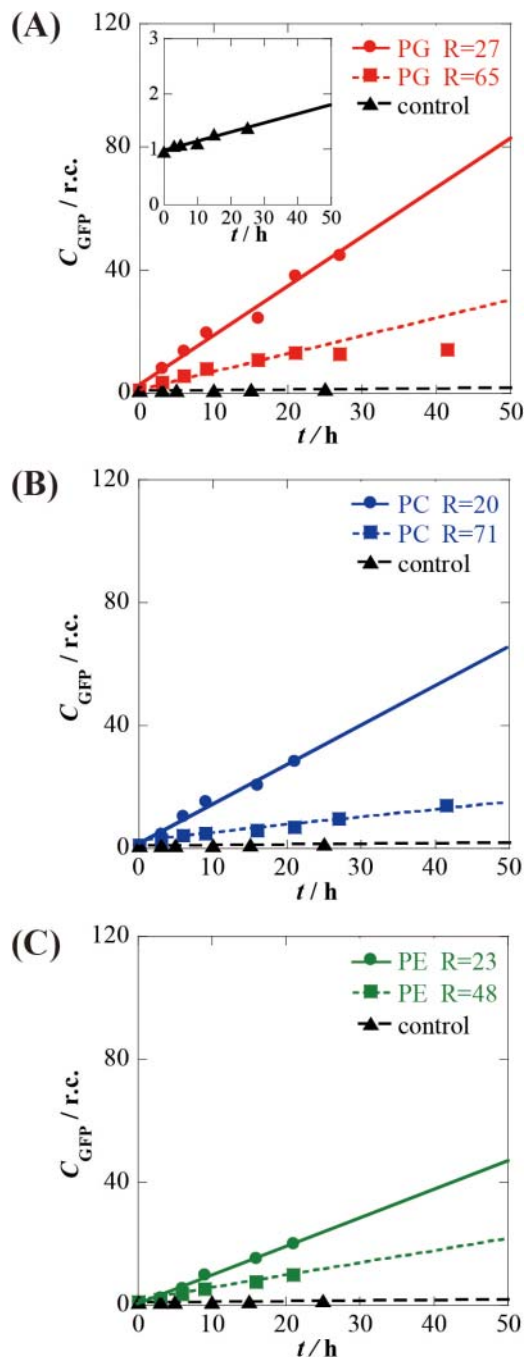 (A)
120
80
40
0
C_GFP / r.c.
3
2
1
0
0 10 20 30 40 50
t / h
PG R=27
PG R=65
control
0 10 20 30 40 50
t / h
(B)
120
80
40
0
C_GFP / r.c.
PC R=20
PC R=71
control
0 10 20 30 40 50
t / h
(C)
120
80
40
0
C_GFP / r.c.
PE R=23
PE R=48
control
0 10 20 30 40 50
t / h